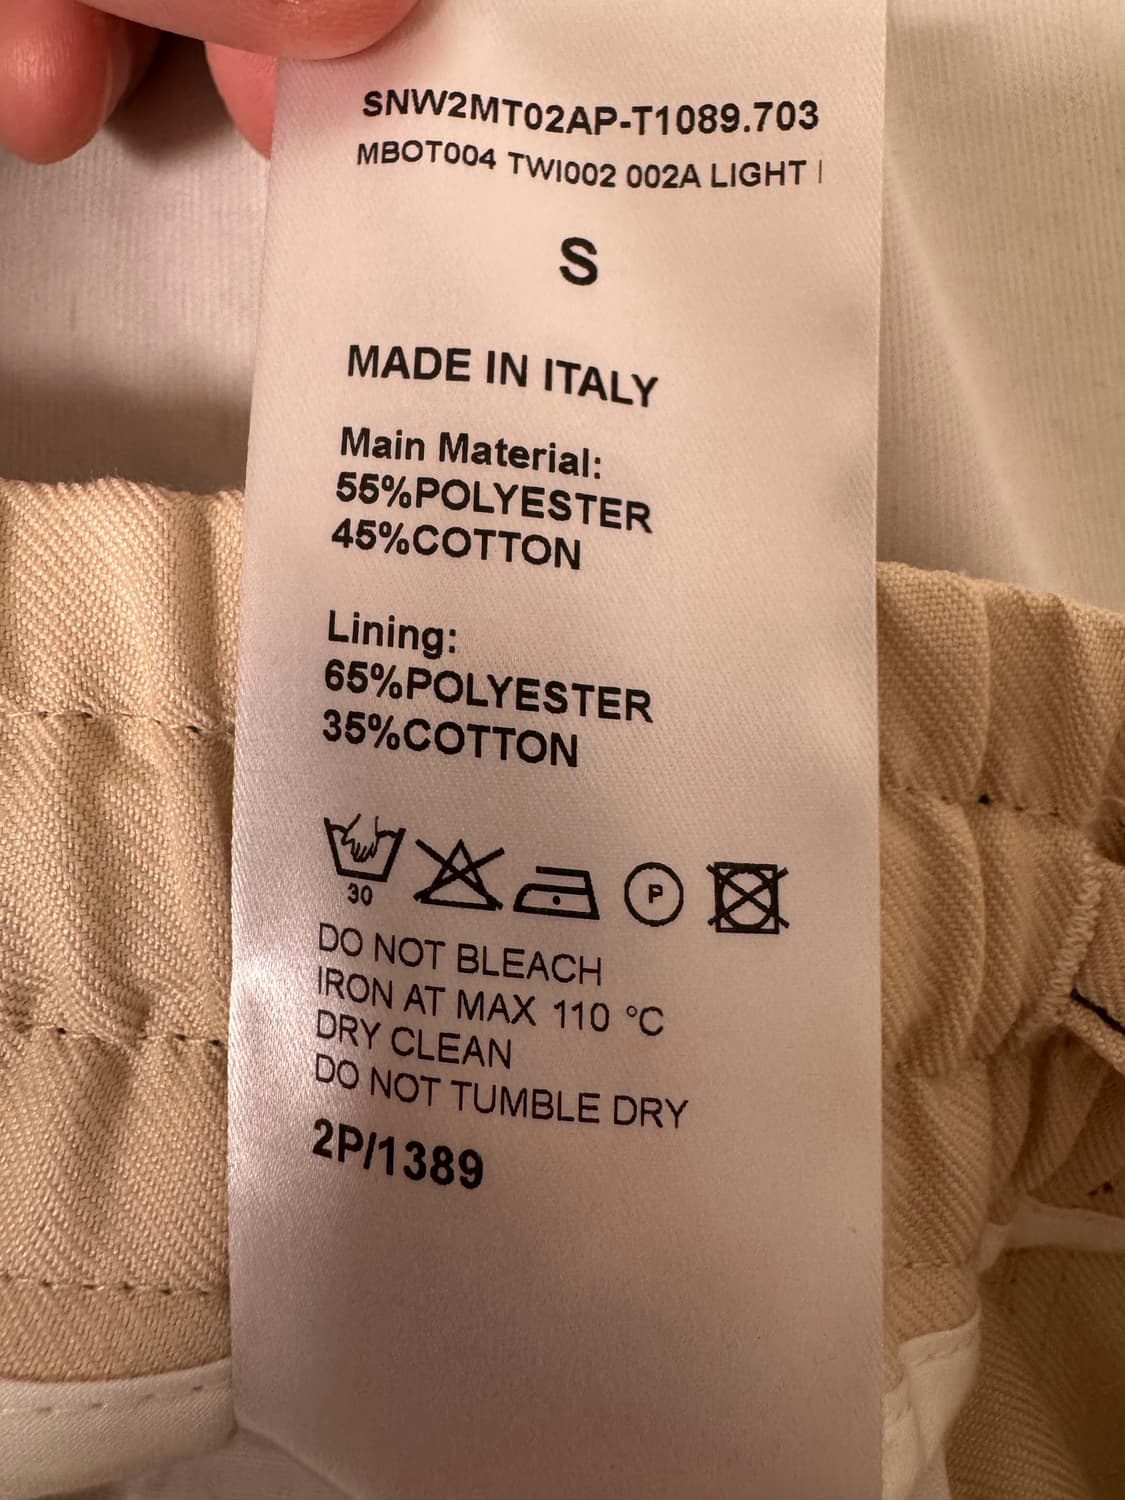 SNW2MT02AP-T1089.703
MBOT004 TWI002 002A LIGHT
S
MADE IN ITALY
Main Material:
55%POLYESTER
45%COTTON
Lining:
65%POLYESTER
35%COTTON
30
P
DO NOT BLEACH
IRON AT MAX 110 °C
DRY CLEAN
DO NOT TUMBLE DRY
2P/1389